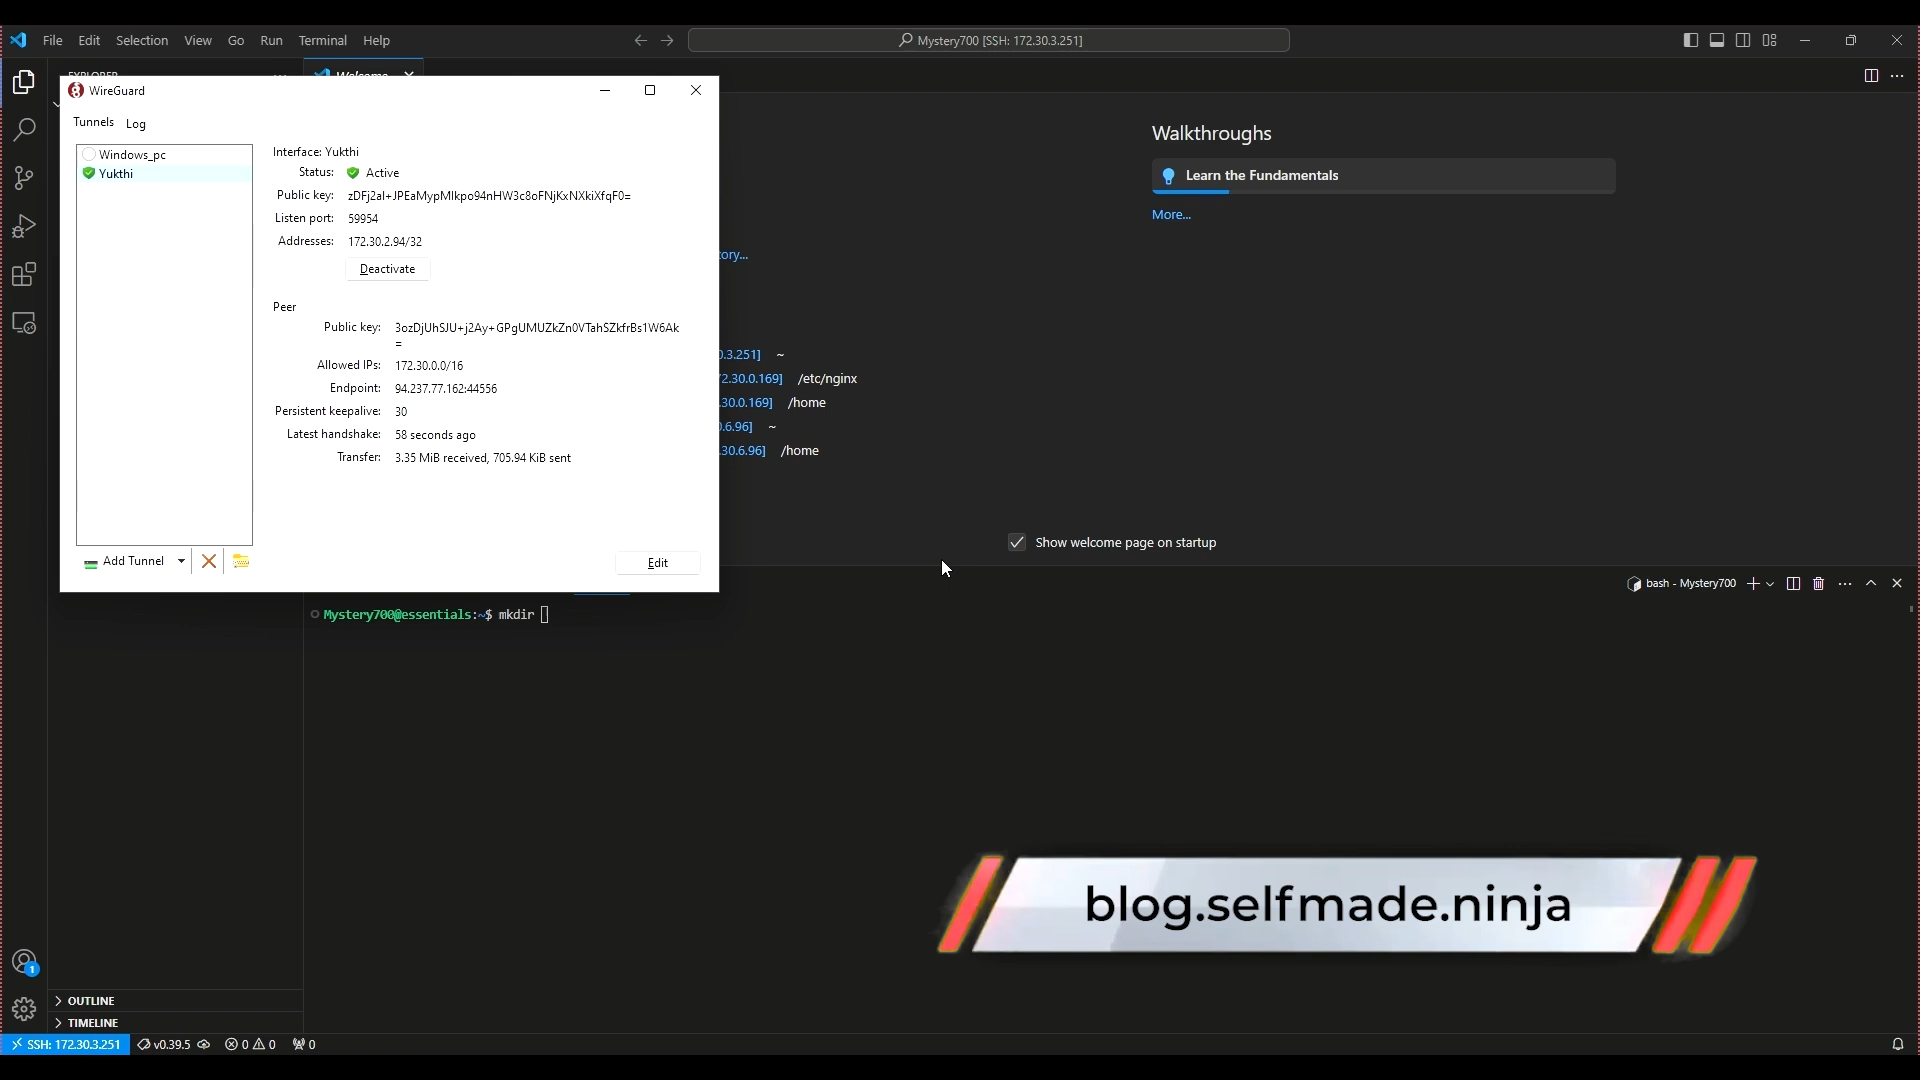 File Edit Selection View Go Run Terminal Help
Mystery700 [SSH: 172.30.3.251]
EXPLORER
Welcome
WireGuard
Tunnels Log
Windows_pc
Yukthi
Interface: Yukthi
Status: Active
Public key: zDFj2al+JPEaMypMlkpo94nHW3c8oFNjKxNXkiXfqF0=
Listen port: 59954
Addresses: 172.30.2.94/32
Deactivate
Peer
Public key: 3ozDjUhSJU+j2Ay+GPgUMUZkZn0VTahSZkfrBs1W6Ak
=
Allowed IPs: 172.30.0.0/16
Endpoint: 94.237.77.162:44556
Persistent keepalive: 30
Latest handshake: 58 seconds ago
Transfer: 3.35 MiB received, 705.94 KiB sent
Add Tunnel
Edit
Walkthroughs
Learn the Fundamentals
More...
ory...
0.3.251] ~
2.30.0.169] /etc/nginx
.30.0.169] /home
0.6.96] ~
.30.6.96] /home
Show welcome page on startup
bash - Mystery700
Mystery700@essentials:~$ mkdir
blog.selfmade.ninja
1
OUTLINE
TIMELINE
SSH: 172.30.3.251 v0.39.5 0 0 0